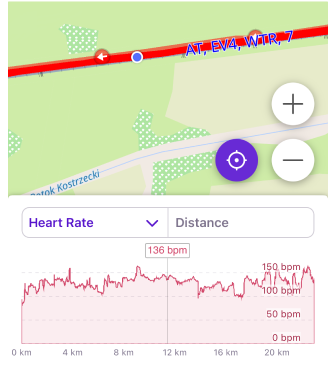 AT, EV4, WTR, 7
Potok Kostrzecki
Heart Rate
Distance
136 bpm
150 bpm
100 bpm
50 bpm
0 bpm
0 km 4 km 8 km 12 km 16 km 20 km